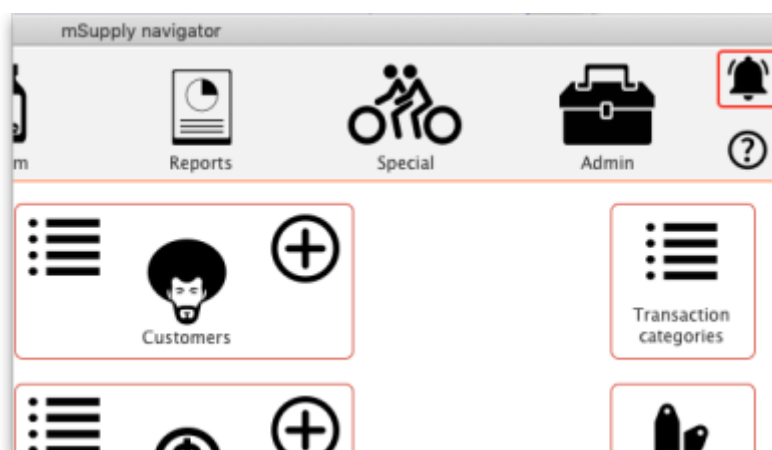 mSupply navigator
m
Reports
Special
Admin
?
Customers
Transaction
categories